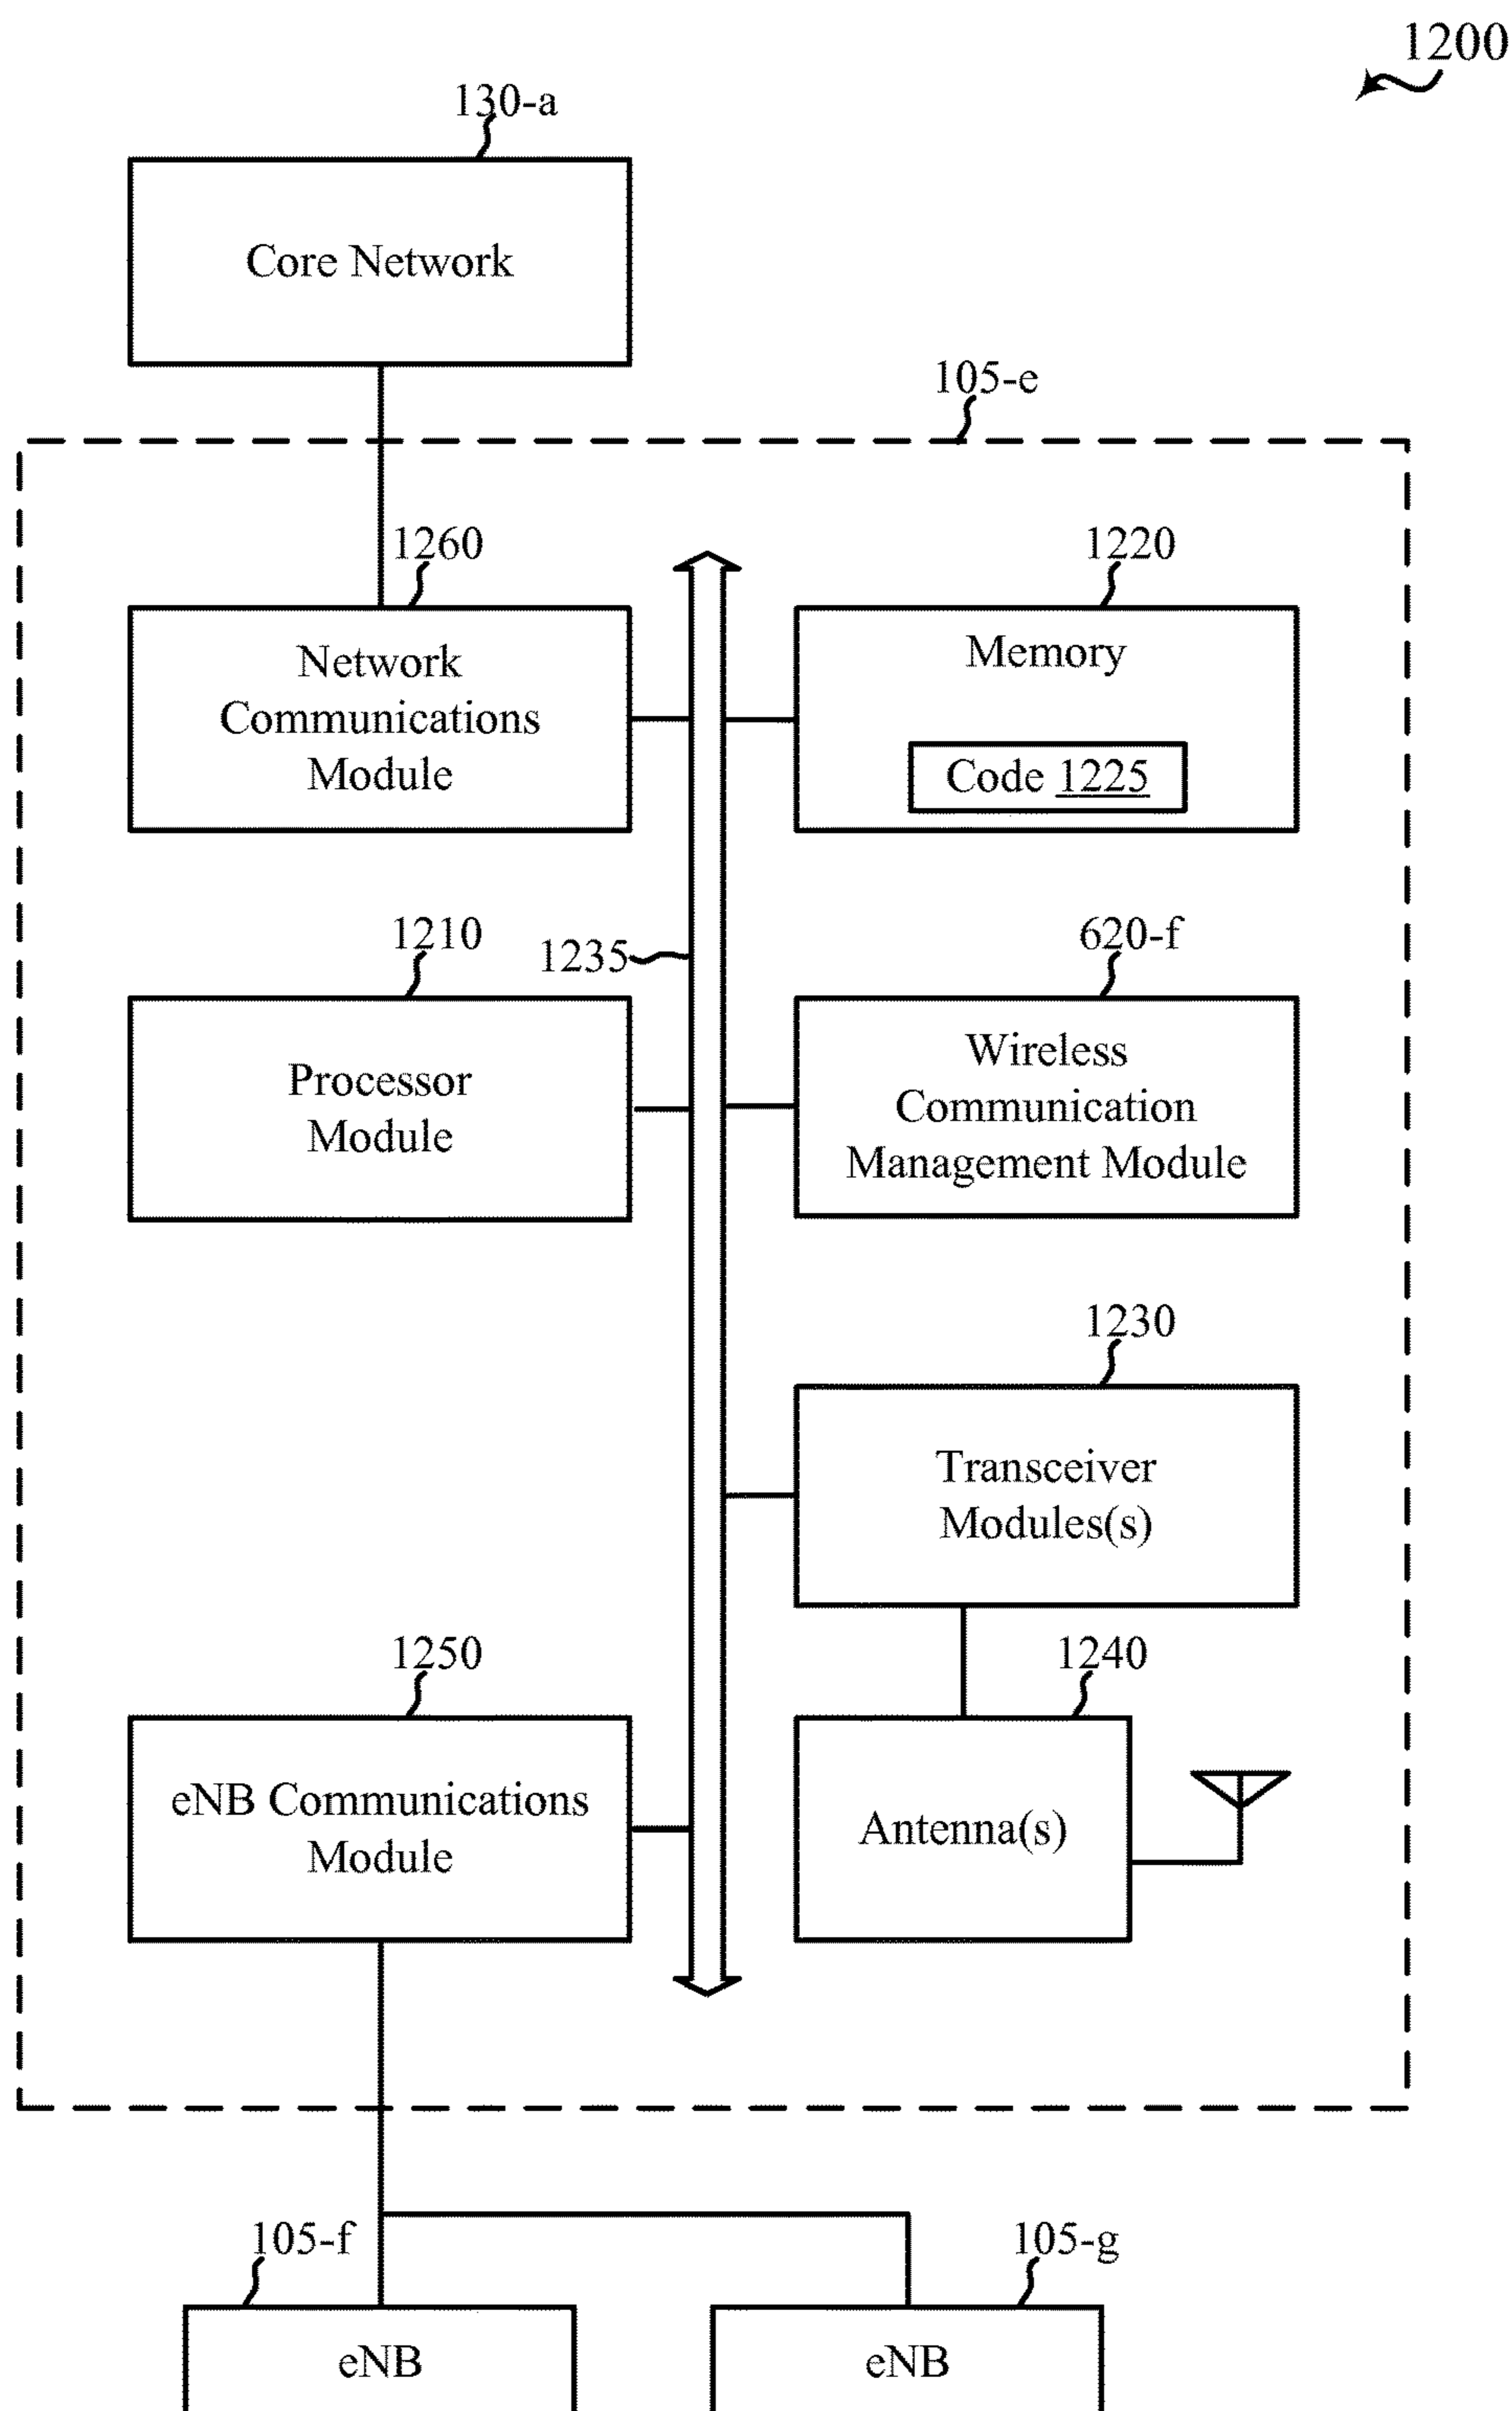 1200
130-a
Core Network
105-e
1260
Network
Communications
Module
1220
Memory
Code 1225
1210
Processor
Module
1235
620-f
Wireless
Communication
Management Module
1230
Transceiver
Modules(s)
1250
eNB Communications
Module
1240
Antenna(s)
105-f
eNB
105-g
eNB